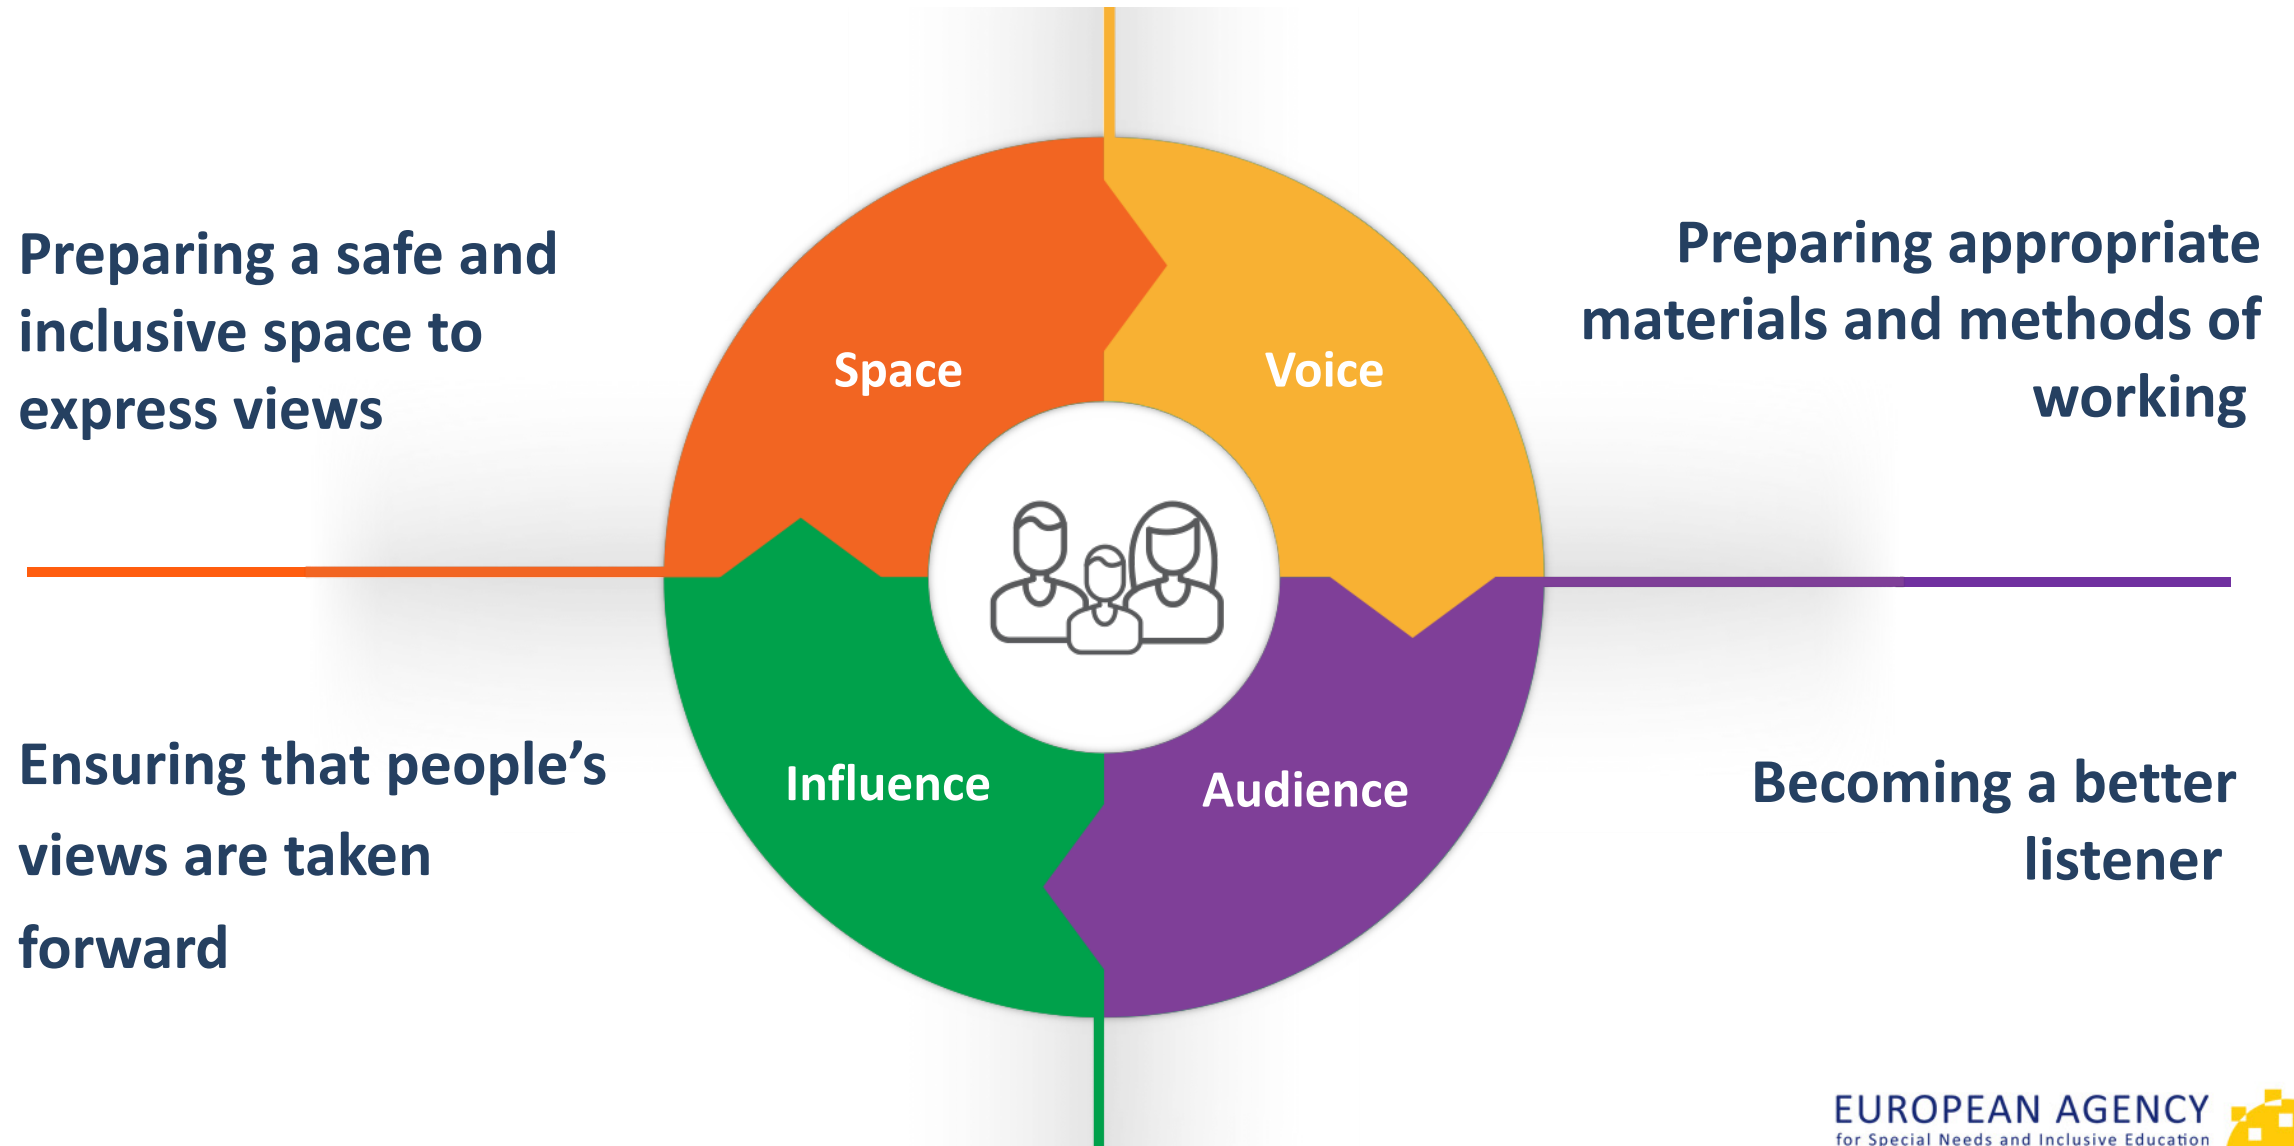 Preparing a safe and
inclusive space to
express views
Preparing appropriate
materials and methods of
working
Space
Voice
Influence
Audience
Ensuring that people’s
views are taken
forward
Becoming a better
listener
EUROPEAN AGENCY
for Special Needs and Inclusive Education